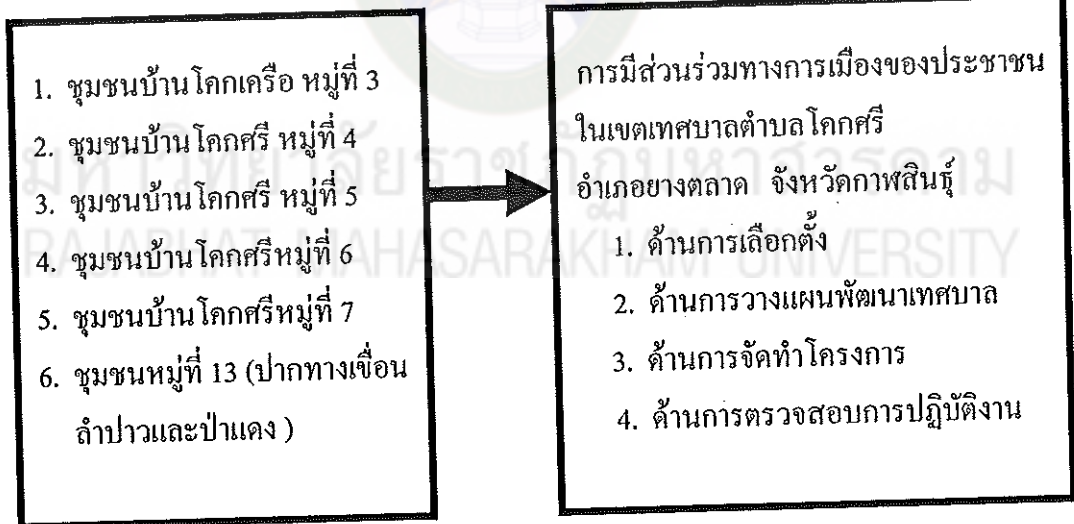 1. ชุมชนบ้านโคกเครือ หมู่ที่ 3
2. ชุมชนบ้านโคกศรี หมู่ที่ 4
3. ชุมชนบ้านโคกศรี หมู่ที่ 5
4. ชุมชนบ้านโคกศรีหมู่ที่ 6
5. ชุมชนบ้านโคกศรีหมู่ที่ 7
6. ชุมชนหมู่ที่ 13 (ปากทางเขื่อน
ลำปาวและป่าแดง )
การมีส่วนร่วมทางการเมืองของประชาชน
ในเขตเทศบาลตำบลโคกศรี
อำเภอยางตลาด จังหวัดกาฬสินธุ์
1. ด้านการเลือกตั้ง
2. ด้านการวางแผนพัฒนาเทศบาล
3. ด้านการจัดทำโครงการ
4. ด้านการตรวจสอบการปฏิบัติงาน
มหาวิทยาลัยราชภัฏมหาสารคาม
RAJABHAT MAHASARAKHAM UNIVERSITY